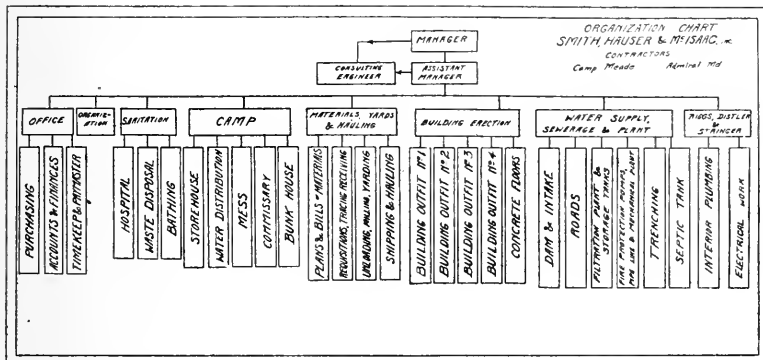 ORGANIZATION CHART
SMITH, HAUSER & McISAAC, INC
CONTRACTORS
Camp Meade Admiral Md
MANAGER
CONSULTING
ENGINEER
ASSISTANT
MANAGER
OFFICE
ORGANIZ-
ATION
SANITATION
CAMP
MATERIALS, YARDS
& HAULING
BUILDING ERECTION
WATER SUPPLY,
SEWERAGE & PLANT
RIGGS, DISTLER
&
STRINGER
PURCHASING
ACCOUNTS & FINANCES
TIMEKEEP & PAYMASTER
HOSPITAL
WASTE DISPOSAL
BATHING
STOREHOUSE
WATER DISTRIBUTION
MESS
COMMISSARY
BUNK HOUSE
PLANS & BILLS of MATERIALS
REQUISITIONS, TRACING RECEIVING
UNLOADING, YARDING
SHIPPING & HAULING
BUILDING OUTFIT No 1
BUILDING OUTFIT No 2
BUILDING OUTFIT No 3
BUILDING OUTFIT No 4
CONCRETE FLOORS
DAM & INTAKE
ROADS
FILTRATION PLANT &
STORAGE TANKS
FIRE PROTECTION PUMPS,
PIPE LINE & MECHANICAL PLANT
TRENCHING
SEPTIC TANK
INTERIOR PLUMBING
ELECTRICAL WORK